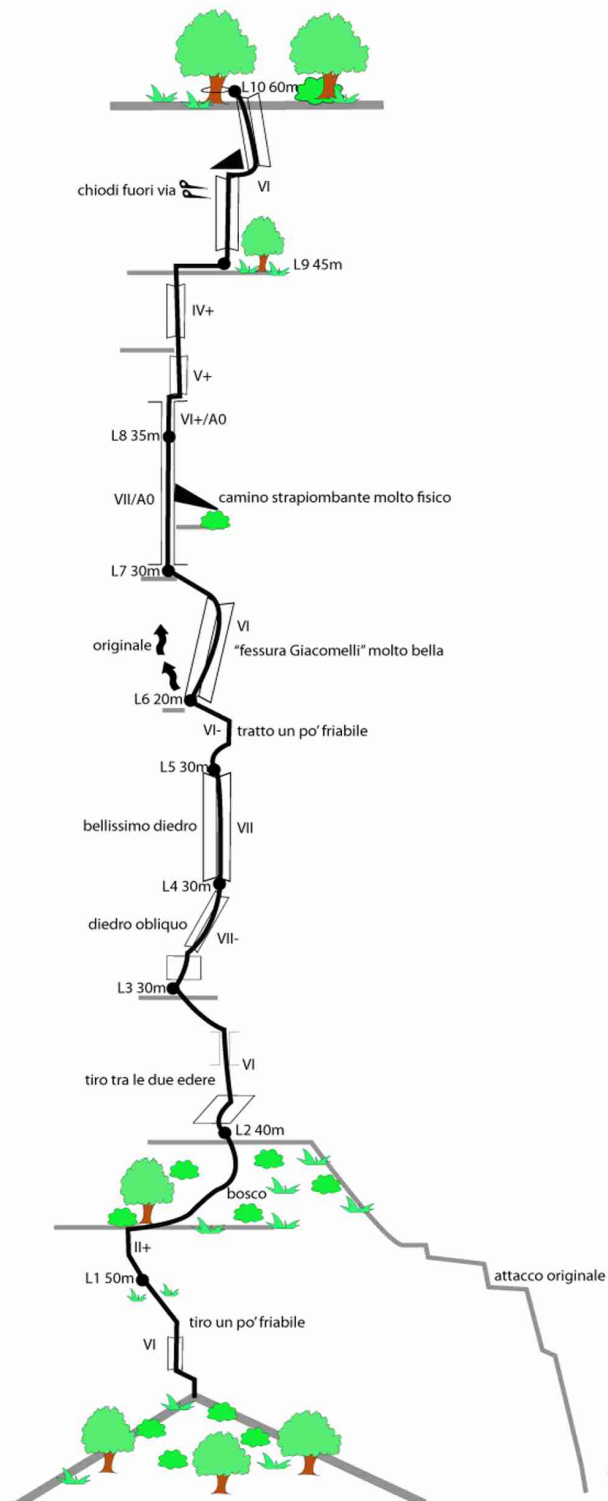 L10 60m
chiodi fuori via
VI
L9 45m
IV+
V+
VI+/A0
L8 35m
VII/A0
camino strapiombante molto fisico
L7 30m
VI
originale
“fessura Giacomelli” molto bella
L6 20m
VI-
tratto un po’ friabile
L5 30m
bellissimo diedro
VII
L4 30m
diedro obliquo
VII-
L3 30m
VI
tiro tra le due edere
L2 40m
bosco
II+
L1 50m
attacco originale
tiro un po’ friabile
VI